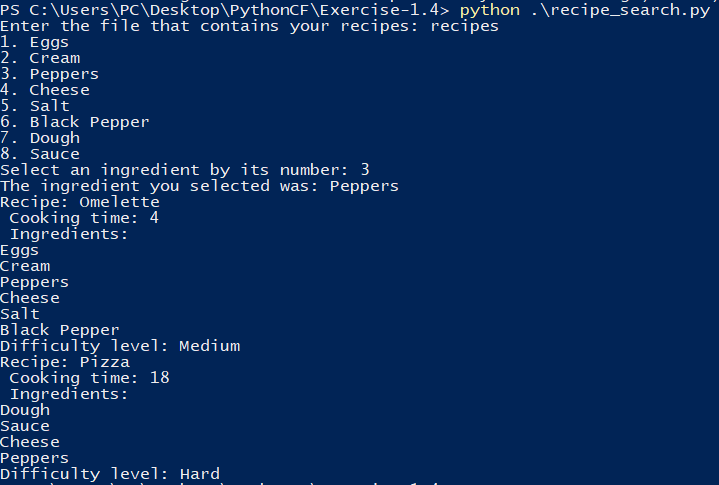 PS C:\Users\PC\Desktop\PythonCF\Exercise-1.4> python .\recipe_search.py
Enter the file that contains your recipes: recipes
1. Eggs
2. Cream
3. Peppers
4. Cheese
5. Salt
6. Black Pepper
7. Dough
8. Sauce
Select an ingredient by its number: 3
The ingredient you selected was: Peppers
Recipe: Omelette
 Cooking time: 4
 Ingredients:
Eggs
Cream
Peppers
Cheese
Salt
Black Pepper
Difficulty level: Medium
Recipe: Pizza
 Cooking time: 18
 Ingredients:
Dough
Sauce
Cheese
Peppers
Difficulty level: Hard